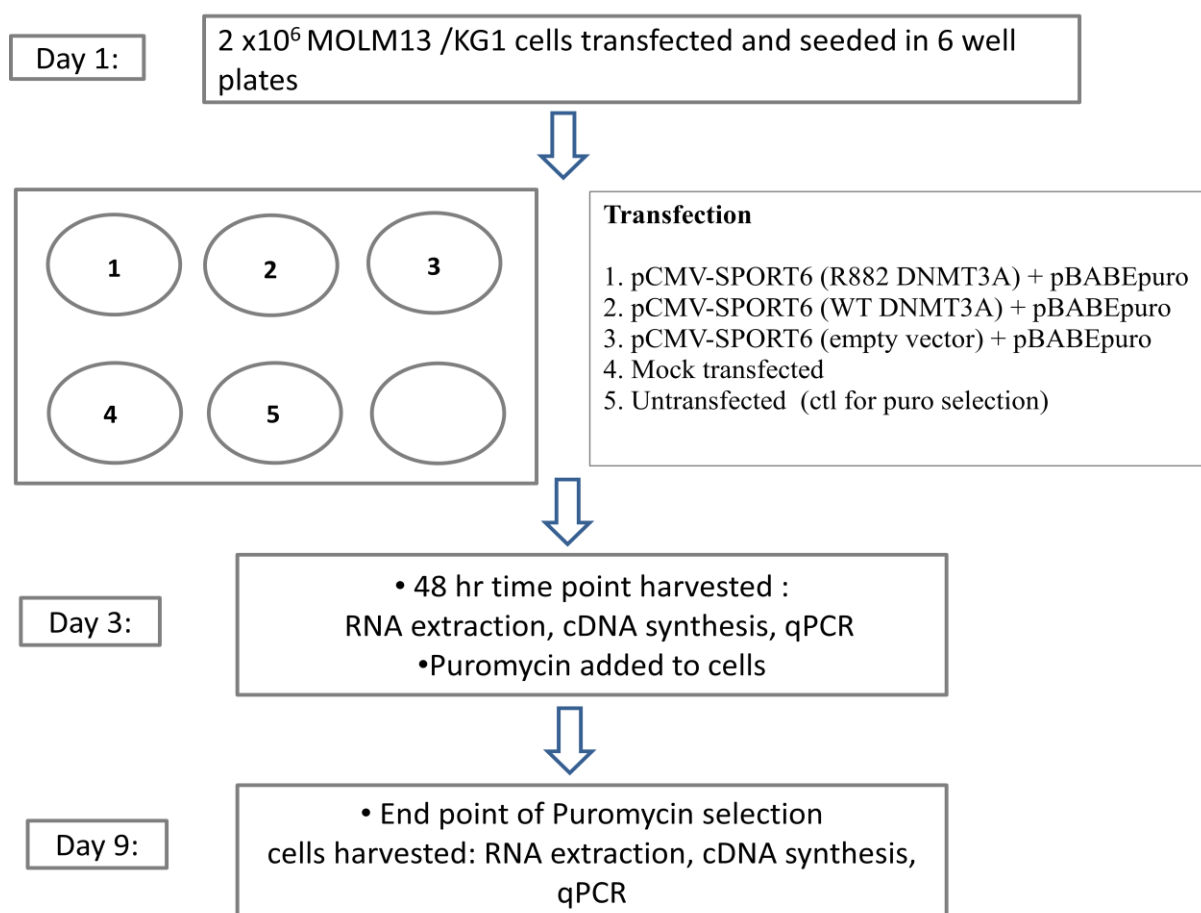 Day 1:
2 x10⁶ MOLM13 /KG1 cells transfected and seeded in 6 well
plates
1
2
3
4
5
Transfection
1. pCMV-SPORT6 (R882 DNMT3A) + pBABEpuro
2. pCMV-SPORT6 (WT DNMT3A) + pBABEpuro
3. pCMV-SPORT6 (empty vector) + pBABEpuro
4. Mock transfected
5. Untransfected (ctl for puro selection)
Day 3:
• 48 hr time point harvested :
RNA extraction, cDNA synthesis, qPCR
•Puromycin added to cells
Day 9:
• End point of Puromycin selection
cells harvested: RNA extraction, cDNA synthesis,
qPCR